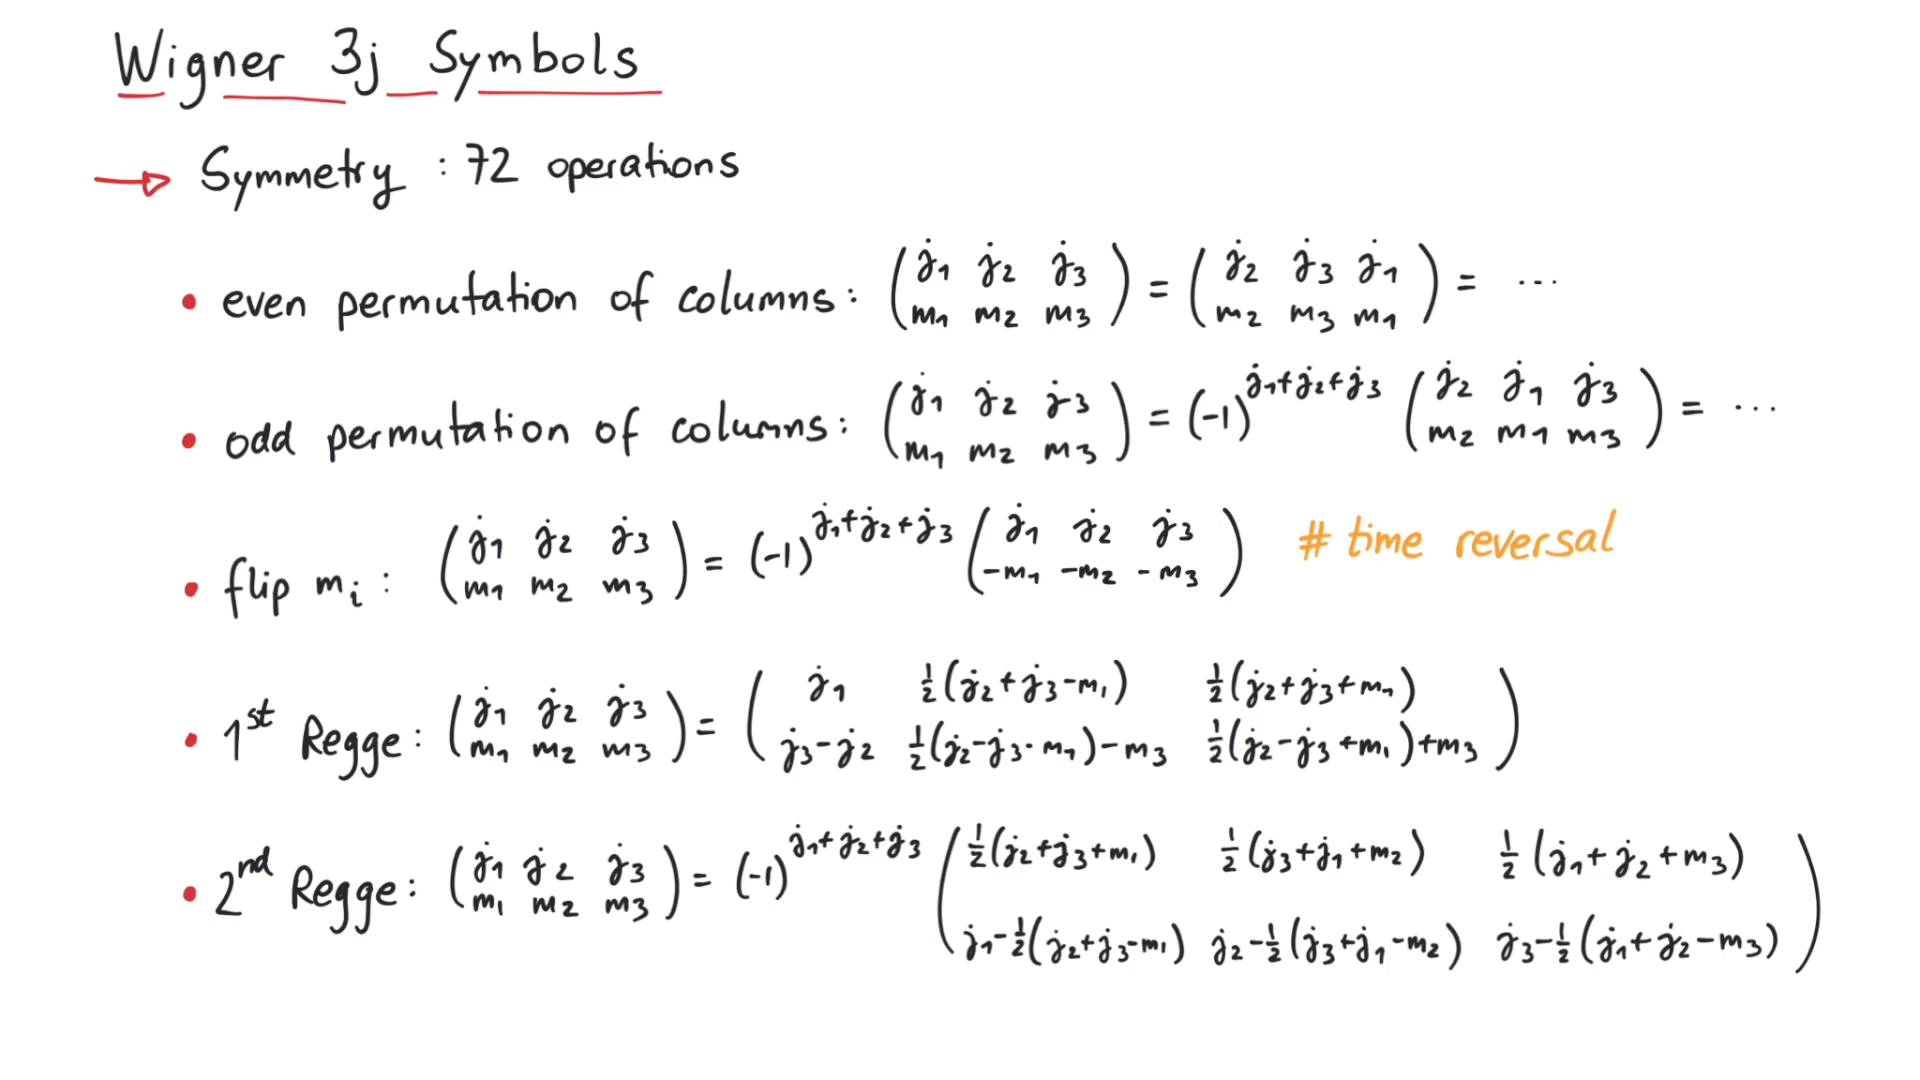 Wigner 3j Symbols
→ Symmetry : 72 operations
• even permutation of columns: (j₁ j₂ j₃ ; m₁ m₂ m₃) = (j₂ j₃ j₁ ; m₂ m₃ m₁) = ...
• odd permutation of columns: (j₁ j₂ j₃ ; m₁ m₂ m₃) = (-1)^(j₁+j₂+j₃) (j₂ j₁ j₃ ; m₂ m₁ m₃) = ...
• flip mᵢ : (j₁ j₂ j₃ ; m₁ m₂ m₃) = (-1)^(j₁+j₂+j₃) (j₁ j₂ j₃ ; -m₁ -m₂ -m₃) # time reversal
• 1st Regge: (j₁ j₂ j₃ ; m₁ m₂ m₃) = (j₁ ½(j₂+j₃-m₁) ½(j₂+j₃+m₁) ; j₃-j₂ ½(j₂-j₃-m₁)-m₃ ½(j₂-j₃+m₁)+m₃)
• 2nd Regge: (j₁ j₂ j₃ ; m₁ m₂ m₃) = (-1)^(j₁+j₂+j₃) (½(j₂+j₃+m₁) ½(j₃+j₁+m₂) ½(j₁+j₂+m₃) ; j₁-½(j₂+j₃-m₁) j₂-½(j₃+j₁-m₂) j₃-½(j₁+j₂-m₃))